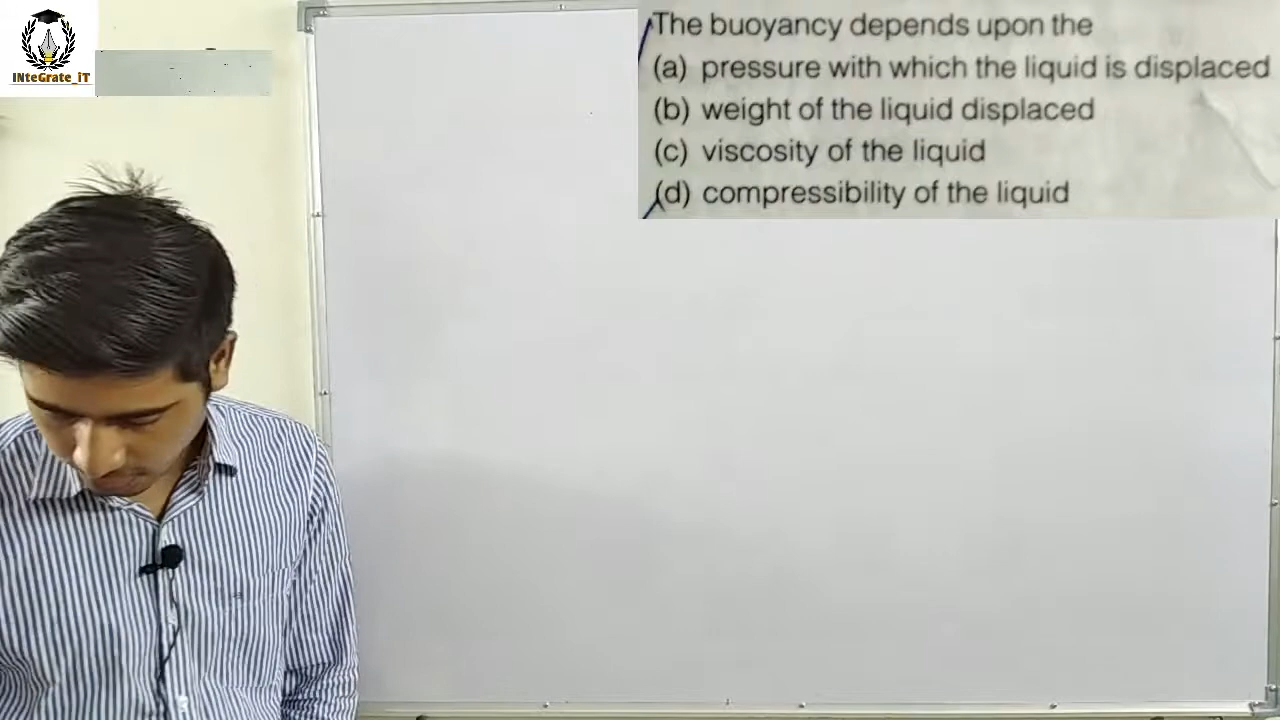 INteGrate_iT
The buoyancy depends upon the
(a) pressure with which the liquid is displaced
(b) weight of the liquid displaced
(c) viscosity of the liquid
(d) compressibility of the liquid